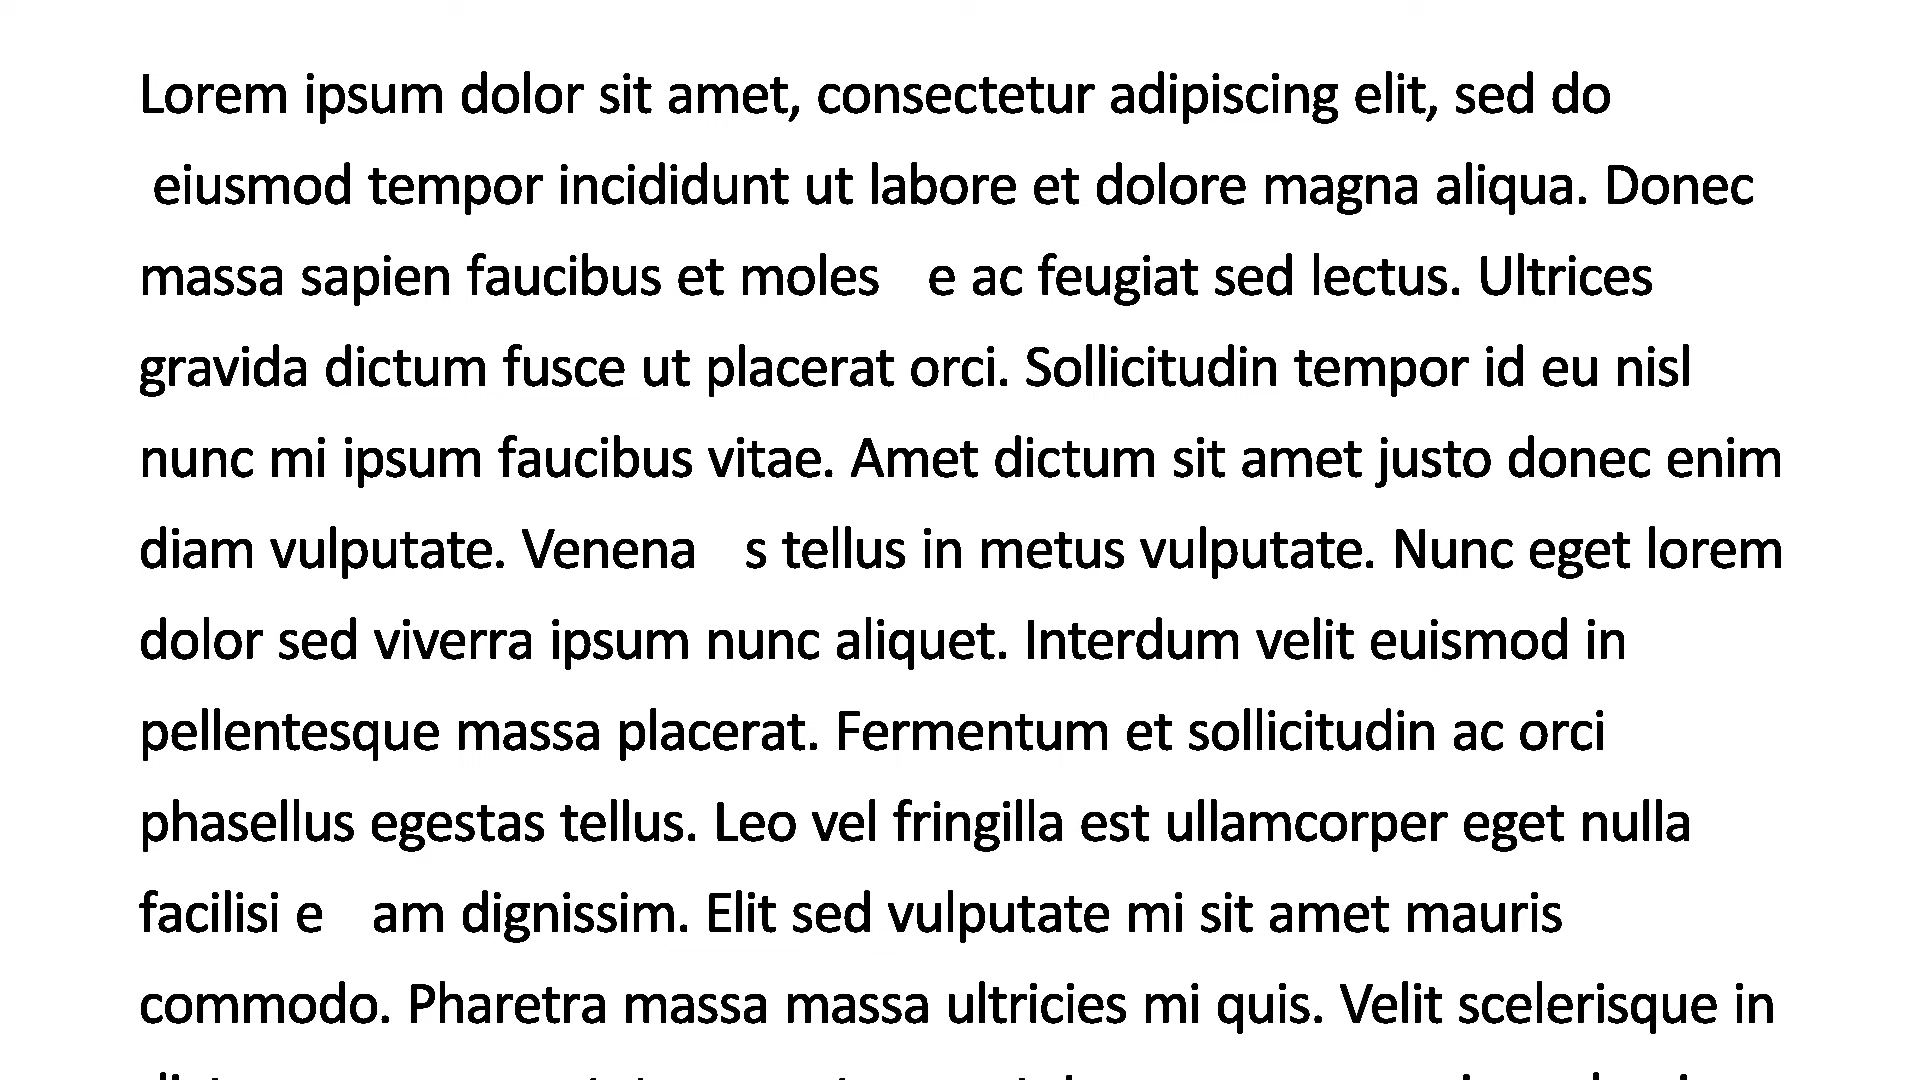 Lorem ipsum dolor sit amet, consectetur adipiscing elit, sed do
eiusmod tempor incididunt ut labore et dolore magna aliqua. Donec
massa sapien faucibus et moles   e ac feugiat sed lectus. Ultrices
gravida dictum fusce ut placerat orci. Sollicitudin tempor id eu nisl
nunc mi ipsum faucibus vitae. Amet dictum sit amet justo donec enim
diam vulputate. Venena   s tellus in metus vulputate. Nunc eget lorem
dolor sed viverra ipsum nunc aliquet. Interdum velit euismod in
pellentesque massa placerat. Fermentum et sollicitudin ac orci
phasellus egestas tellus. Leo vel fringilla est ullamcorper eget nulla
facilisi e   am dignissim. Elit sed vulputate mi sit amet mauris
commodo. Pharetra massa massa ultricies mi quis. Velit scelerisque in